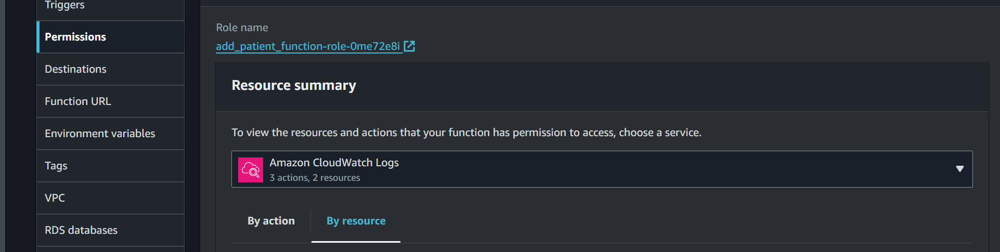 Triggers
Permissions
Destinations
Function URL
Environment variables
Tags
VPC
RDS databases
Role name
add_patient_function-role-0me72e8i
Resource summary
To view the resources and actions that your function has permission to access, choose a service.
Amazon CloudWatch Logs
3 actions, 2 resources
By action
By resource